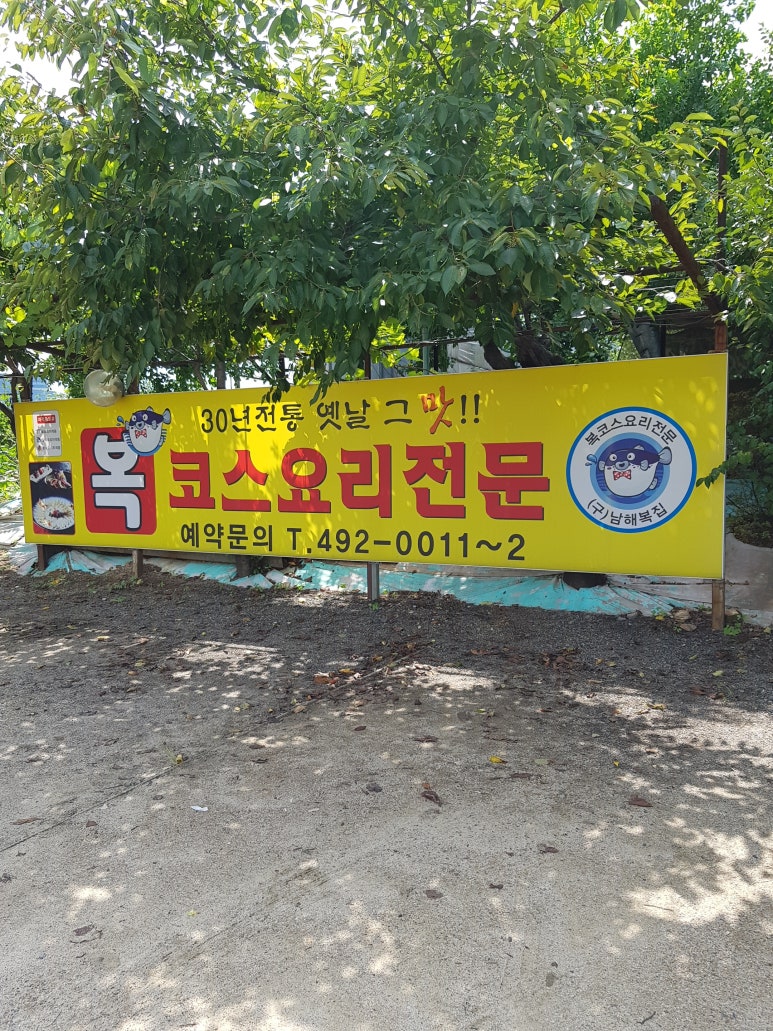 30년전통 옛날 그 맛!!
복 코스요리전문
예약문의 T.492-0011~2
복코스요리전문
(구)남해복집